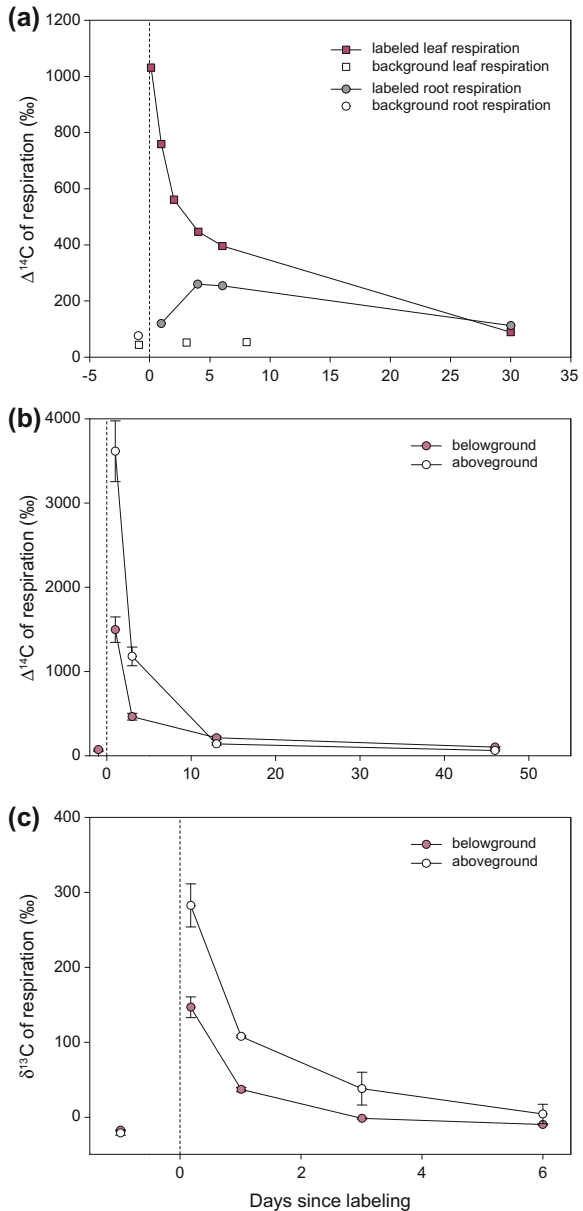 (a)
1200
1000
800
600
400
200
0
Δ14C of respiration (‰)
labeled leaf respiration
background leaf respiration
labeled root respiration
background root respiration
-5 0 5 10 15 20 25 30 35
(b)
4000
3000
2000
1000
0
Δ14C of respiration (‰)
belowground
aboveground
0 10 20 30 40 50
(c)
400
300
200
100
0
δ13C of respiration (‰)
belowground
aboveground
0 2 4 6
Days since labeling